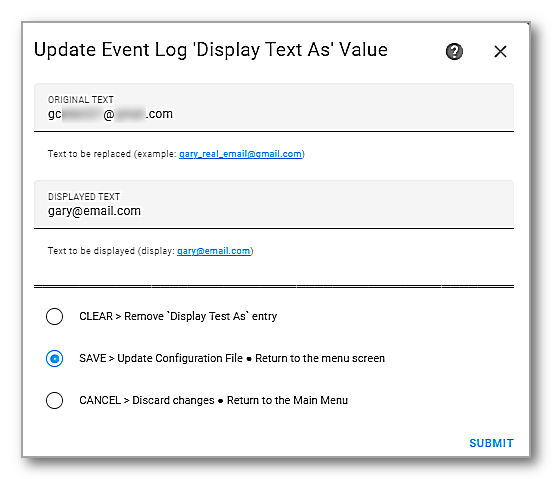 Update Event Log 'Display Text As' Value
ORIGINAL TEXT
gc @ .com
Text to be replaced (example: gary_real_email@gmail.com)
DISPLAYED TEXT
gary@email.com
Text to be displayed (display: gary@email.com)
CLEAR > Remove `Display Test As` entry
SAVE > Update Configuration File ● Return to the menu screen
CANCEL > Discard changes ● Return to the Main Menu
SUBMIT